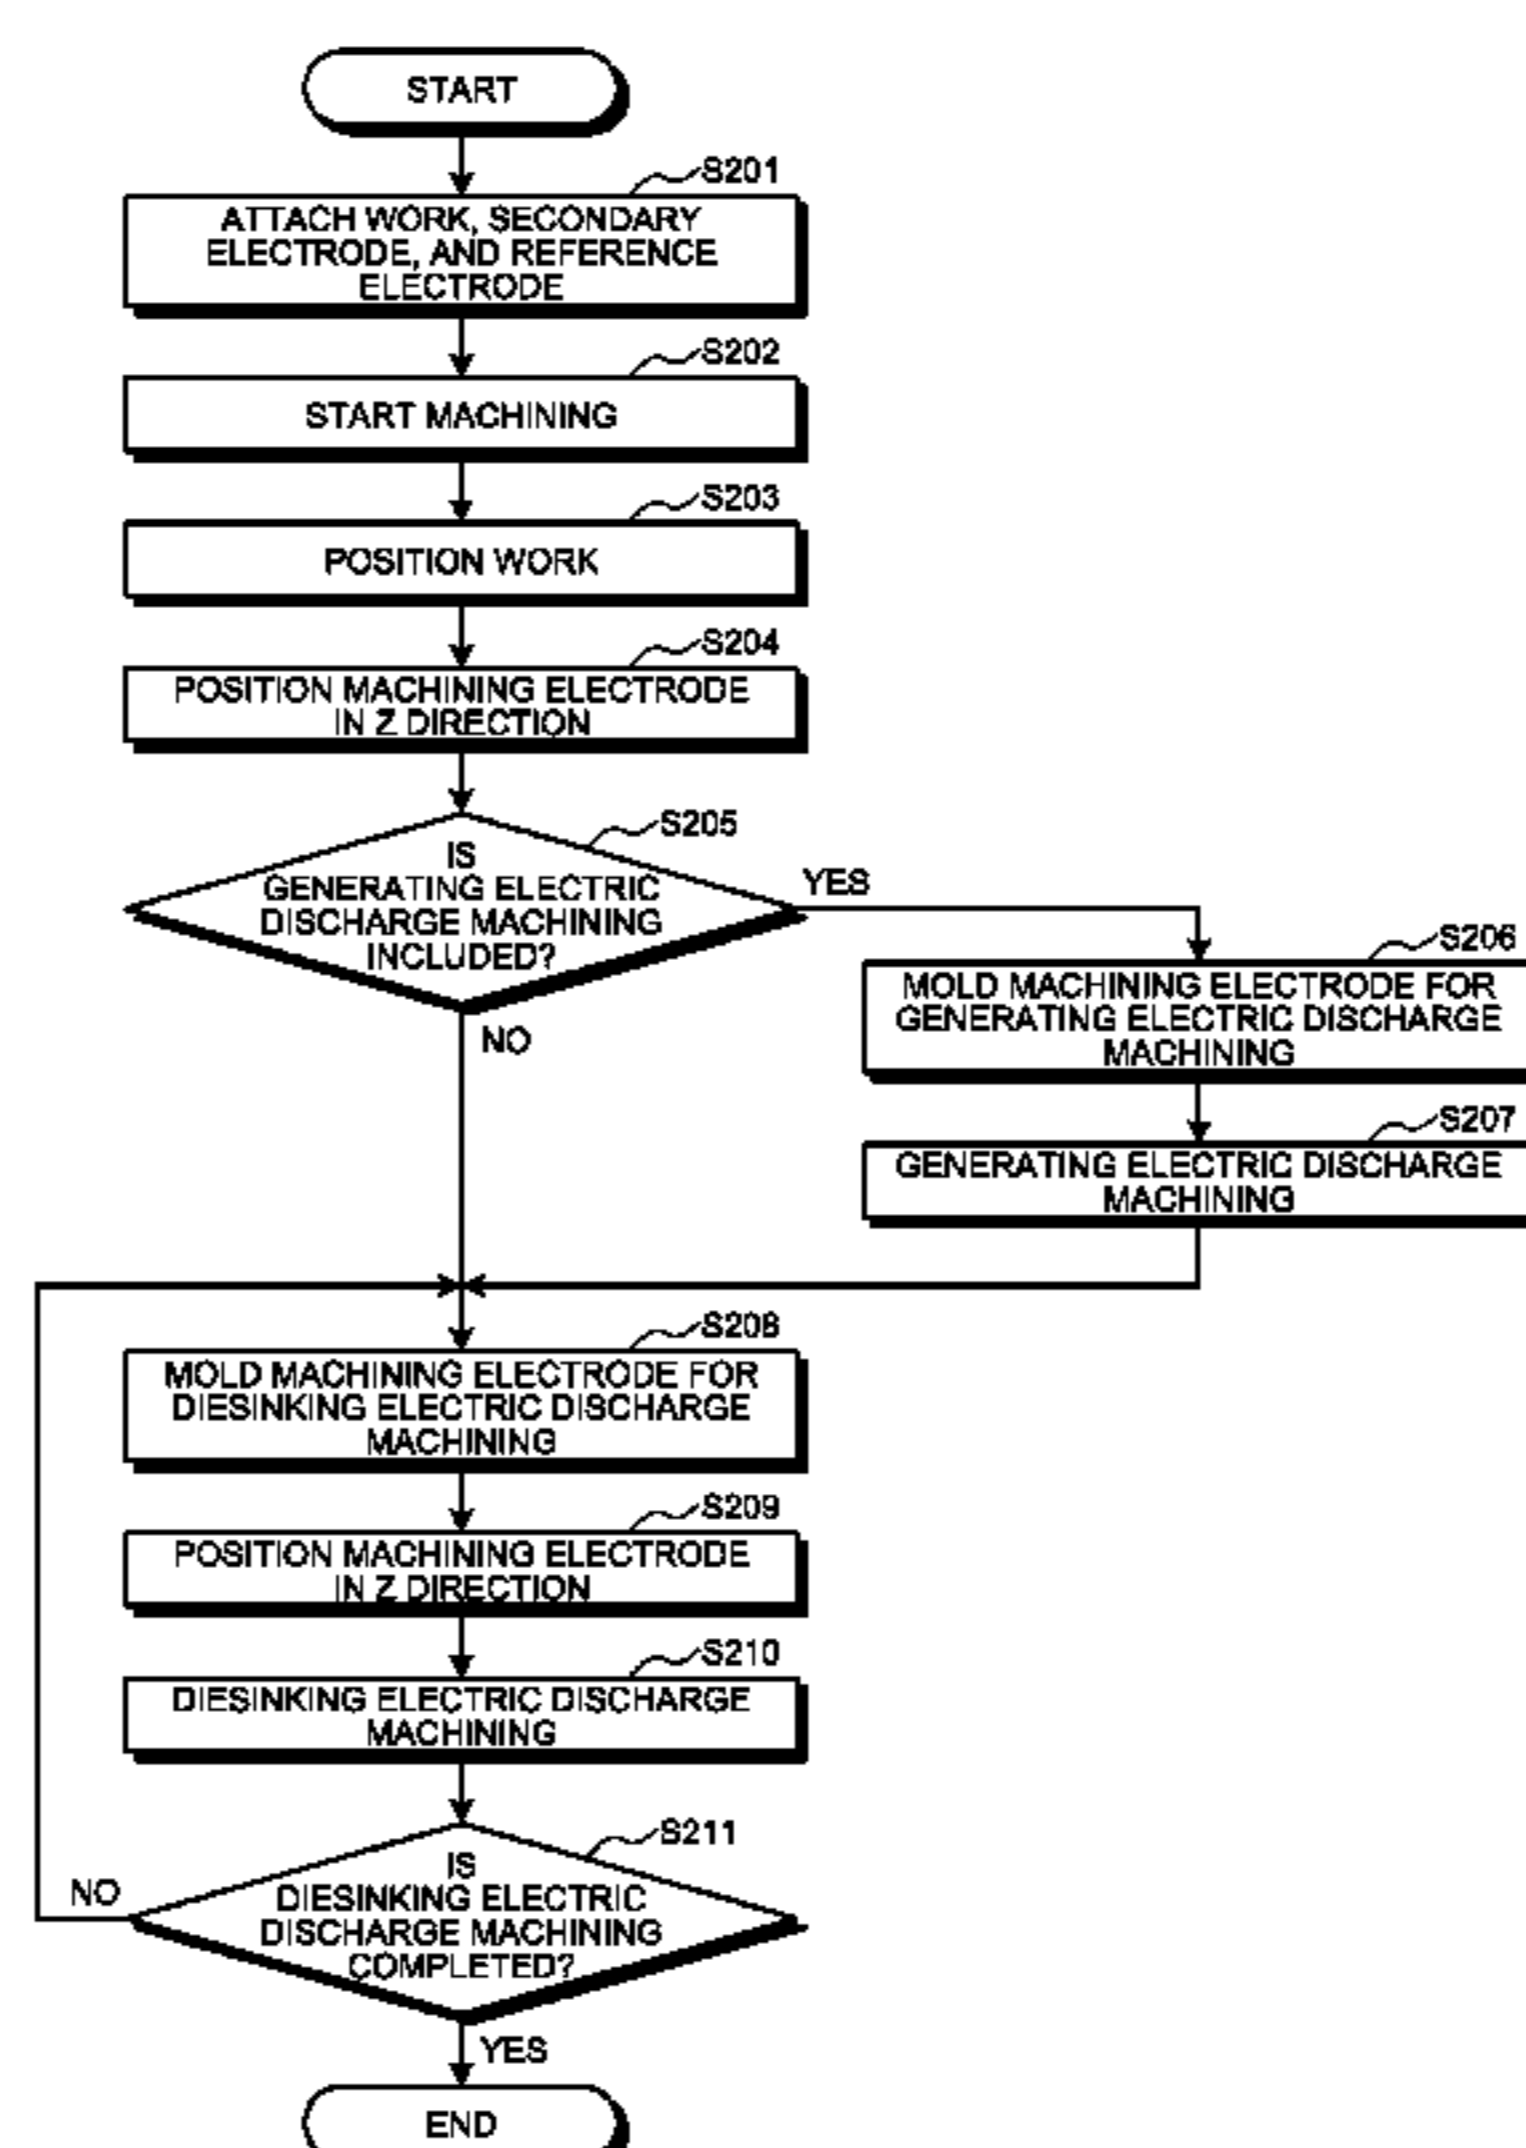 START
S201
ATTACH WORK, SECONDARY
ELECTRODE, AND REFERENCE
ELECTRODE
S202
START MACHINING
S203
POSITION WORK
S204
POSITION MACHINING ELECTRODE
IN Z DIRECTION
S205
IS
GENERATING ELECTRIC
DISCHARGE MACHINING
INCLUDED?
YES
NO
S206
MOLD MACHINING ELECTRODE FOR
GENERATING ELECTRIC DISCHARGE
MACHINING
S207
GENERATING ELECTRIC DISCHARGE
MACHINING
S208
MOLD MACHINING ELECTRODE FOR
DIESINKING ELECTRIC DISCHARGE
MACHINING
S209
POSITION MACHINING ELECTRODE
IN Z DIRECTION
S210
DIESINKING ELECTRIC DISCHARGE
MACHINING
S211
IS
DIESINKING ELECTRIC
DISCHARGE MACHINING
COMPLETED?
NO
YES
END